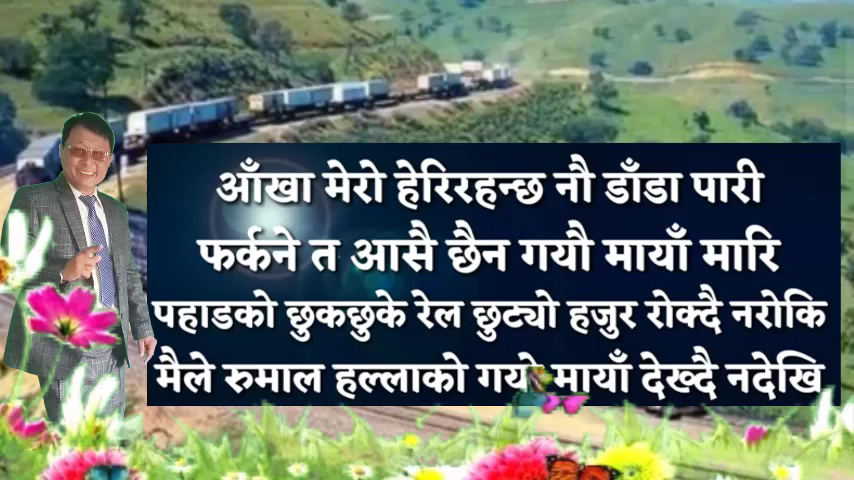 आँखा मेरो हेरिरहन्छ नौ डाँडा पारी
फर्कने त आसै छैन गयौ मायाँ मारि
पहाडको छुकछुके रेल छुट्यो हजुर रोक्दै नरोकि
मैले रुमाल हल्लाको गयो मायाँ देख्दै नदेखि